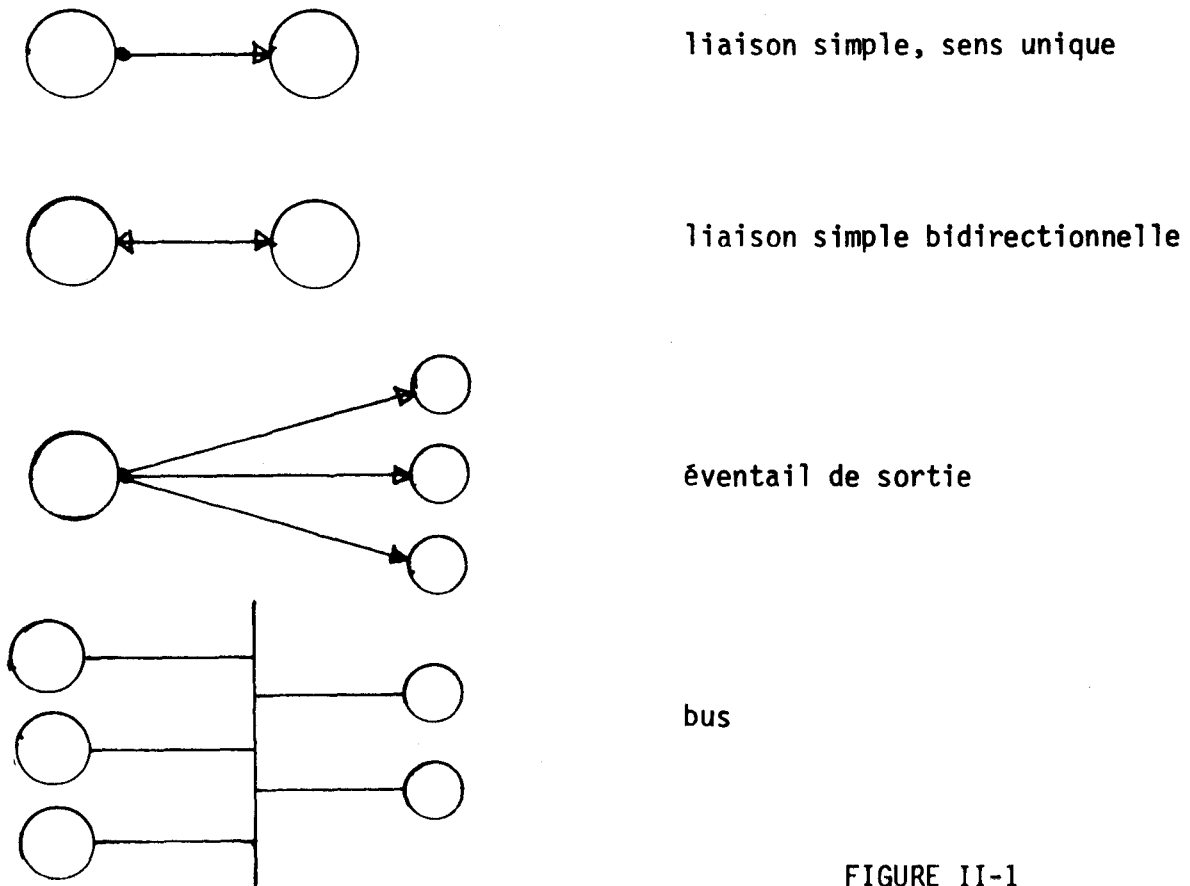 liaison simple, sens unique
liaison simple bidirectionnelle
éventail de sortie
bus
FIGURE II-1